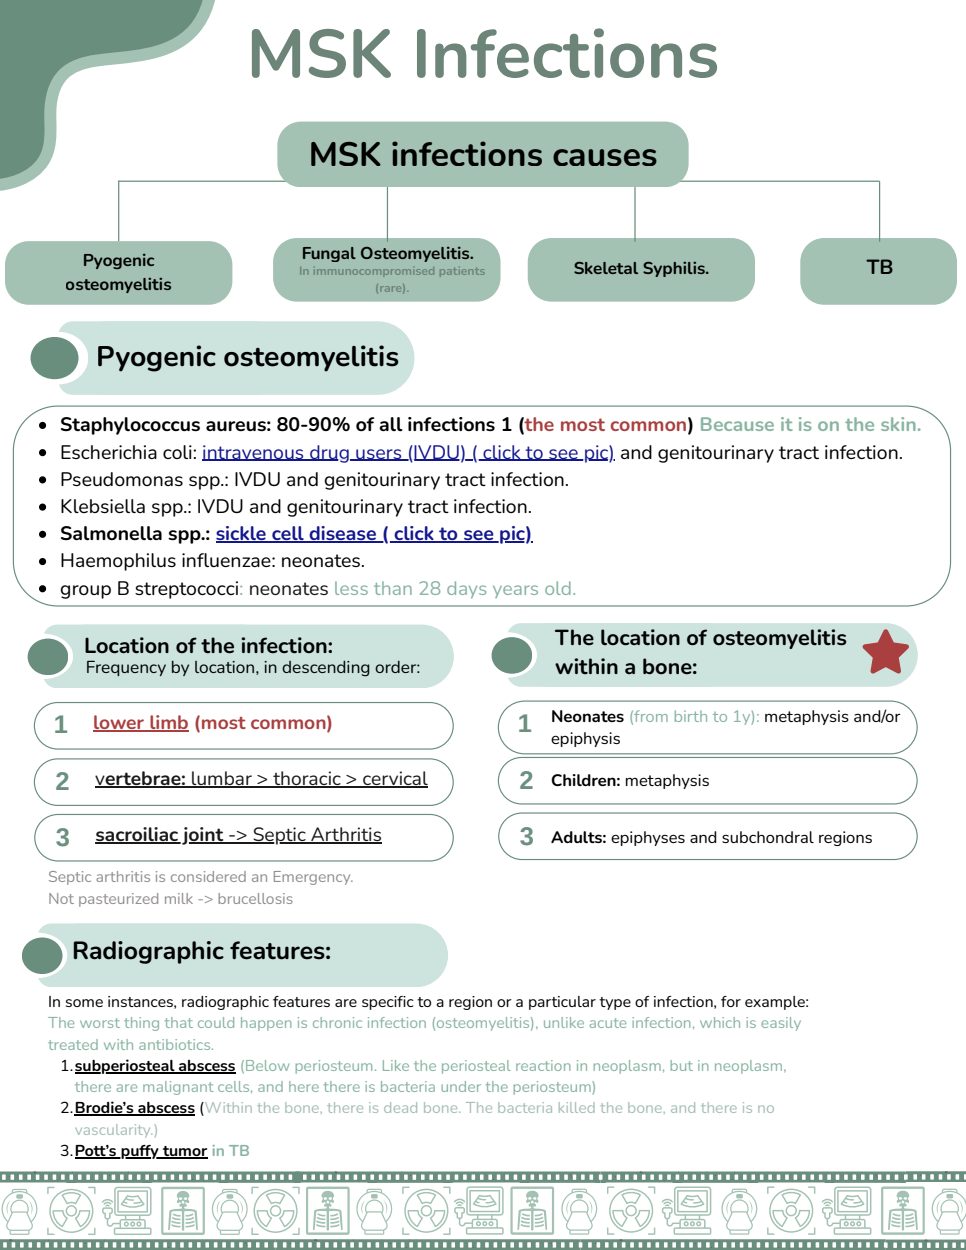 MSK Infections
MSK infections causes
Pyogenic
osteomyelitis
Fungal Osteomyelitis.
In immunocompromised patients
(rare).
Skeletal Syphilis.
TB
Pyogenic osteomyelitis
Staphylococcus aureus: 80-90% of all infections 1 (the most common) Because it is on the skin.
Escherichia coli: intravenous drug users (IVDU) ( click to see pic) and genitourinary tract infection.
Pseudomonas spp.: IVDU and genitourinary tract infection.
Klebsiella spp.: IVDU and genitourinary tract infection.
Salmonella spp.: sickle cell disease ( click to see pic)
Haemophilus influenzae: neonates.
group B streptococci: neonates less than 28 days years old.
Location of the infection:
Frequency by location, in descending order:
1 lower limb (most common)
2 vertebrae: lumbar > thoracic > cervical
3 sacroiliac joint -> Septic Arthritis
Septic arthritis is considered an Emergency.
Not pasteurized milk -> brucellosis
The location of osteomyelitis
within a bone:
1 Neonates (from birth to 1y): metaphysis and/or
epiphysis
2 Children: metaphysis
3 Adults: epiphyses and subchondral regions
Radiographic features:
In some instances, radiographic features are specific to a region or a particular type of infection, for example:
The worst thing that could happen is chronic infection (osteomyelitis), unlike acute infection, which is easily
treated with antibiotics.
1. subperiosteal abscess (Below periosteum. Like the periosteal reaction in neoplasm, but in neoplasm,
there are malignant cells, and here there is bacteria under the periosteum)
2. Brodie's abscess (Within the bone, there is dead bone. The bacteria killed the bone, and there is no
vascularity.)
3. Pott's puffy tumor in TB